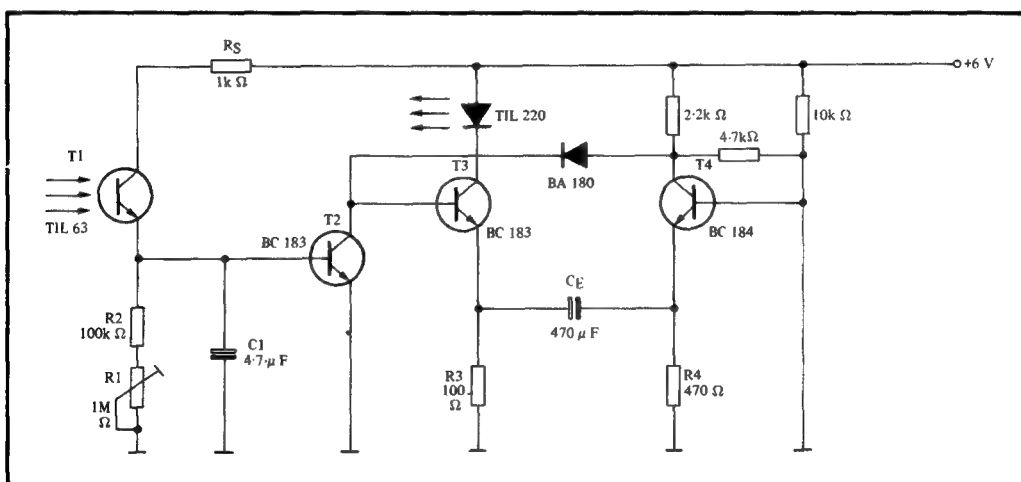 RS
1k Ω
+6 V
TIL 220
2·2k Ω
10k Ω
4·7kΩ
T1
T3
T4
BA 180
TIL 63
T2
BC 183
BC 183
BC 184
CE
470 μ F
R2
100k Ω
C1
4·7·μ F
R1
1M
Ω
R3
100
Ω
R4
470 Ω